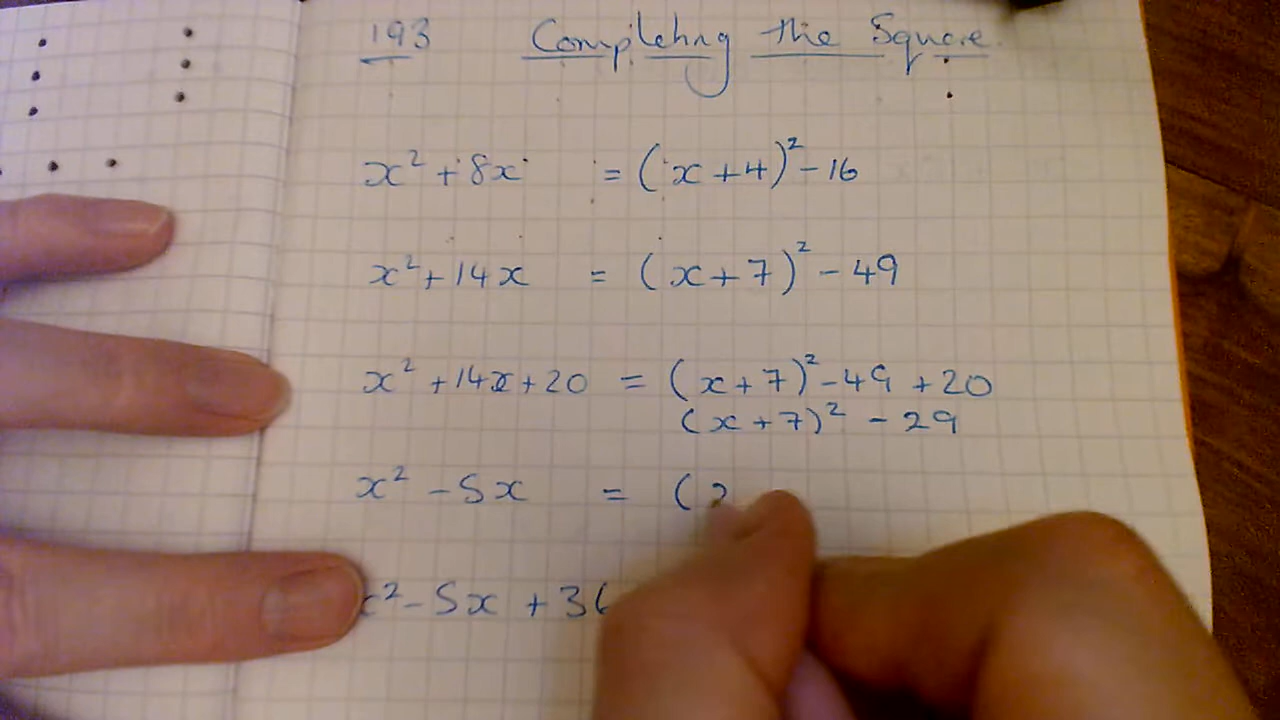 193 Completing the Square.
x² + 8x = (x + 4)² - 16
x² + 14x = (x + 7)² - 49
x² + 14x + 20 = (x + 7)² - 49 + 20
(x + 7)² - 29
x² - 5x = (
x² - 5x + 36